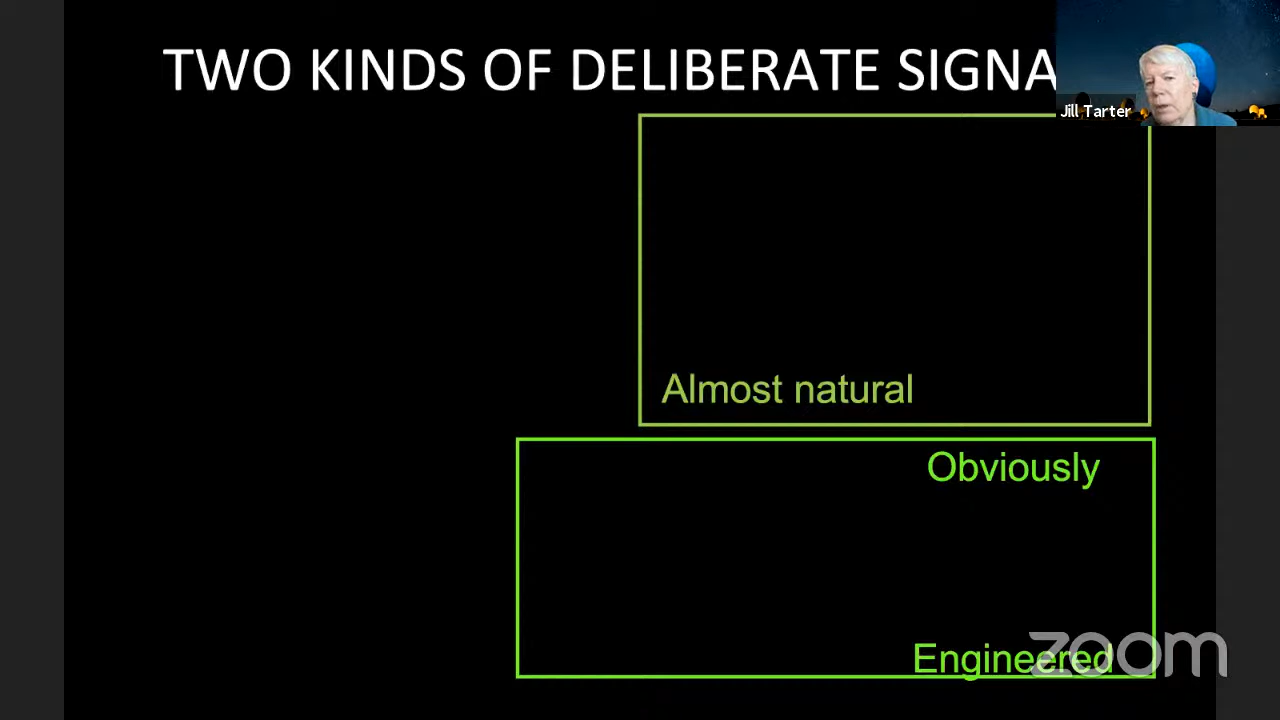 TWO KINDS OF DELIBERATE SIGNA
Jill Tarter
Almost natural
Obviously
Engineered
zoom